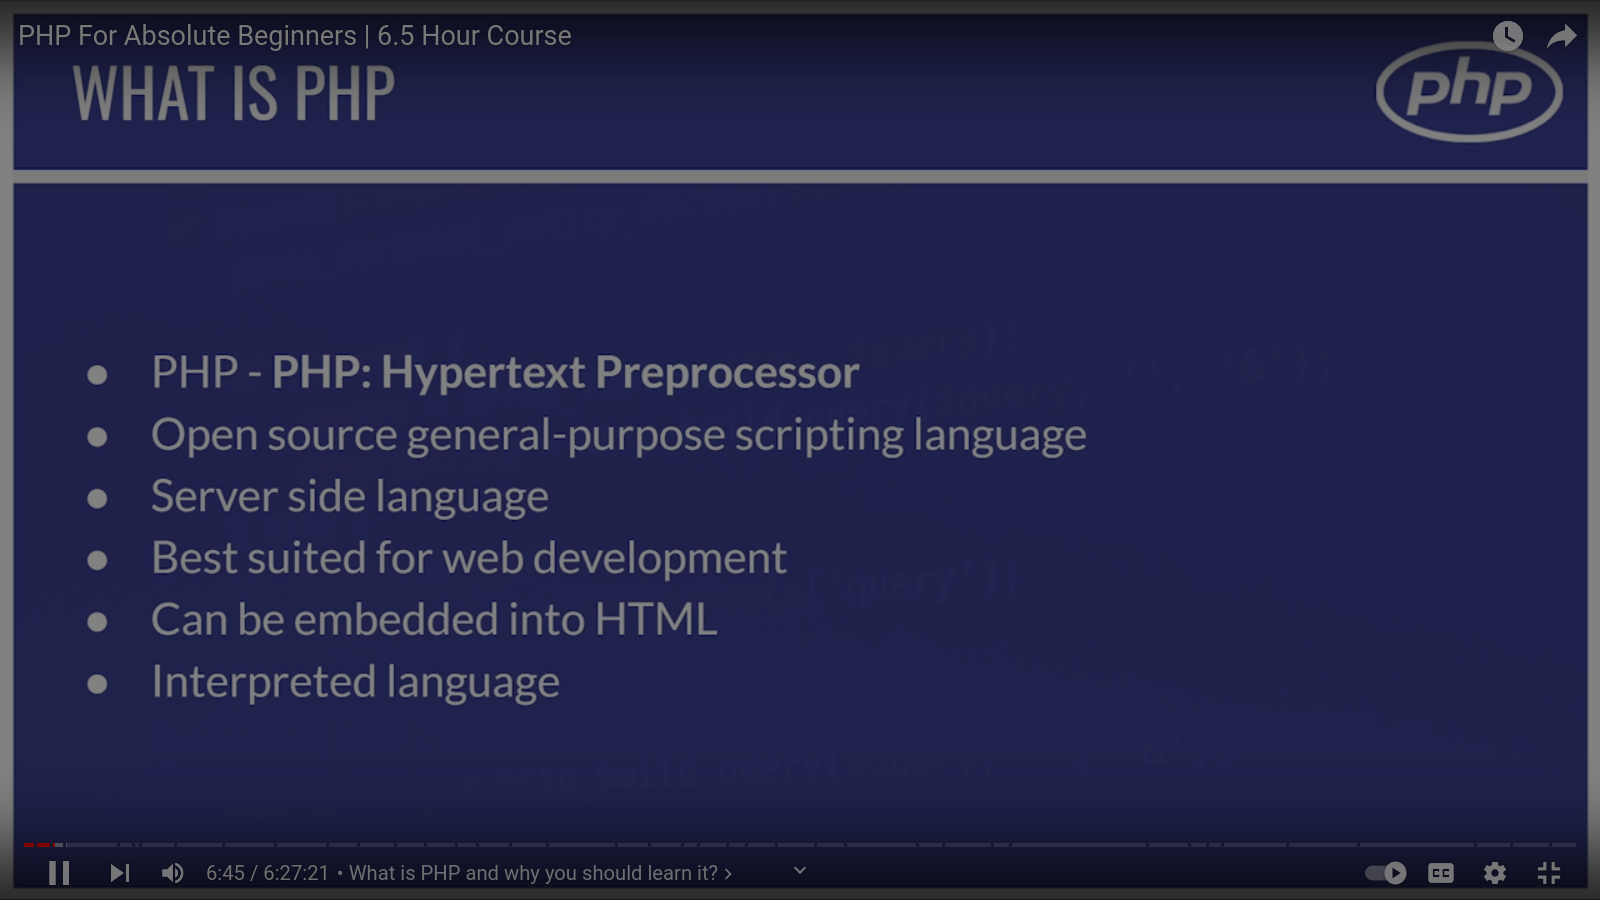 PHP For Absolute Beginners | 6.5 Hour Course
WHAT IS PHP
php
● PHP - PHP: Hypertext Preprocessor
● Open source general-purpose scripting language
● Server side language
● Best suited for web development
● Can be embedded into HTML
● Interpreted language
6:45 / 6:27:21 • What is PHP and why you should learn it? ›
CC